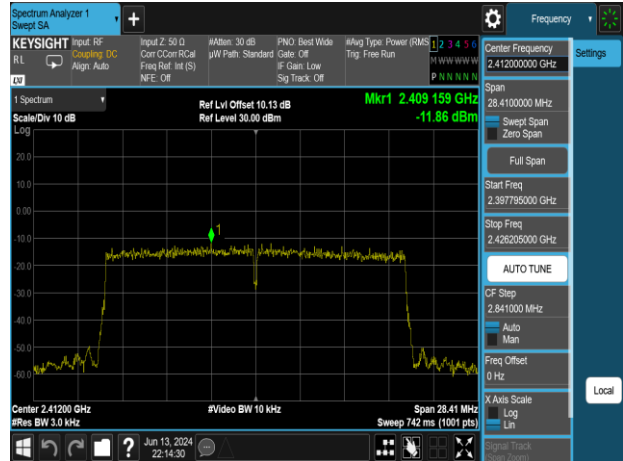 Spectrum Analyzer 1
Swept SA
+
Frequency
KEYSIGHT
Input: RF
Input Z: 50 Ω
#Atten: 30 dB
PNO: Best Wide
#Avg Type: Power (RMS
1 2 3 4 5 6
RL
Coupling: DC
Corr CCorr RCal
µW Path: Standard
Gate: Off
Trig: Free Run
M W W W W W
Align: Auto
Freq Ref: Int (S)
IF Gain: Low
NFE: Off
Sig Track: Off
P N N N N N
LXI
1 Spectrum
Ref Lvl Offset 10.13 dB
Mkr1 2.409 159 GHz
Scale/Div 10 dB
Ref Level 30.00 dBm
-11.86 dBm
Log
20.0
10.0
0.00
-10.0
-20.0
-30.0
-40.0
-50.0
-60.0
1
Center 2.41200 GHz
#Video BW 10 kHz
Span 28.41 MHz
#Res BW 3.0 kHz
Sweep 742 ms (1001 pts)
Center Frequency
2.412000000 GHz
Settings
Span
28.4100000 MHz
Swept Span
Zero Span
Full Span
Start Freq
2.397795000 GHz
Stop Freq
2.426205000 GHz
AUTO TUNE
CF Step
2.841000 MHz
Auto
Man
Freq Offset
0 Hz
X Axis Scale
Log
Lin
Local
Signal Track
(Span Zoom)
?
Jun 13, 2024
22:14:30